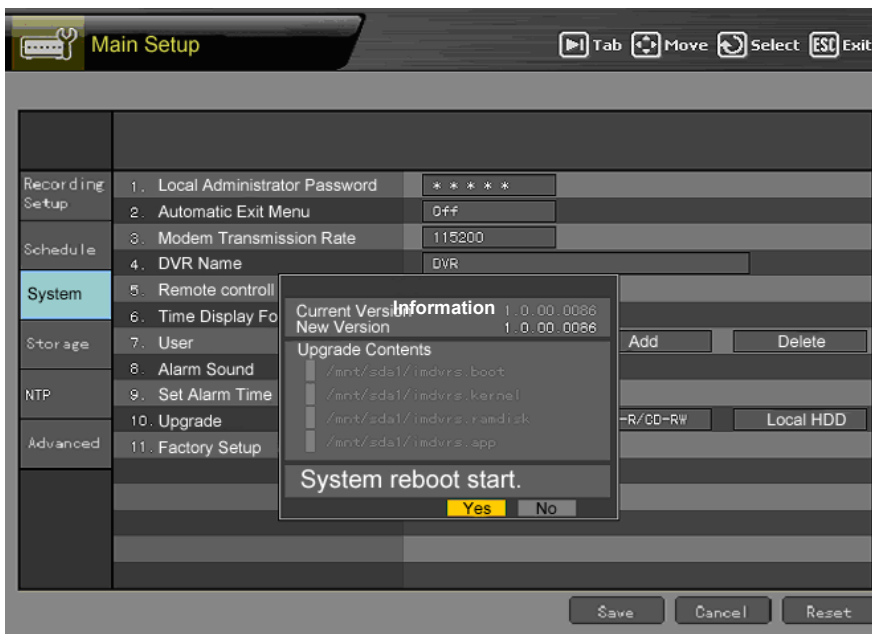 Main Setup
Tab Move Select ESC Exit
Recording Setup
Schedule
System
Storage
NTP
Advanced
1. Local Administrator Password * * * * *
2. Automatic Exit Menu Off
3. Modem Transmission Rate 115200
4. DVR Name DVR
5. Remote controll
6. Time Display Fo
7. User Add Delete
8. Alarm Sound
9. Set Alarm Time
10. Upgrade -R/CD-RW Local HDD
11. Factory Setup
Information
Current Version 1.0.00.0086
New Version 1.0.00.0086
Upgrade Contents
/mnt/sda1/imdvrs.boot
/mnt/sda1/imdvrs.kernel
/mnt/sda1/imdvrs.ramdisk
/mnt/sda1/imdvrs.app
System reboot start.
Yes No
Save Cancel Reset